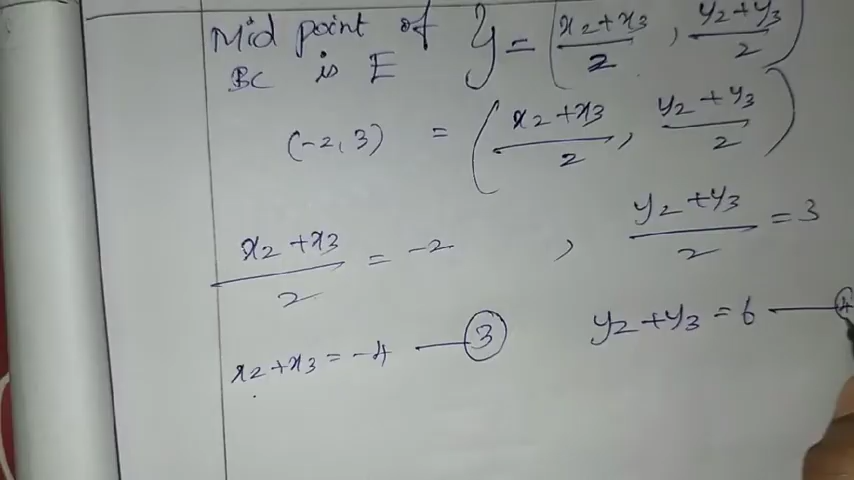 Mid point of BC is E } = ( x2+x3 / 2 , y2+y3 / 2 )
(-2, 3) = ( x2+x3 / 2 , y2+y3 / 2 )
x2+x3 / 2 = -2 , y2+y3 / 2 = 3
x2+x3 = -4 — ③ y2+y3 = 6 — ④